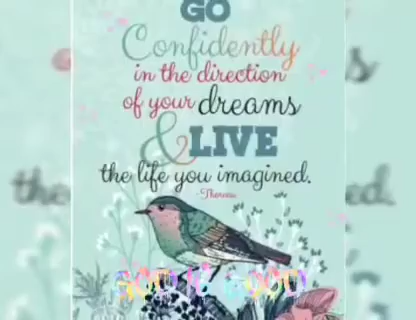 GO
Confidently
in the direction
of your dreams
& LIVE
the life you imagined.
-Thoreau